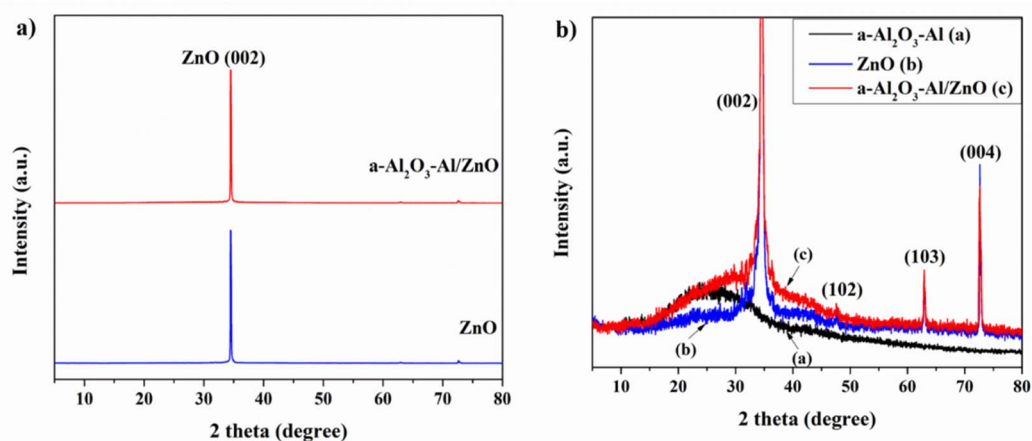 a)
ZnO (002)
a-Al₂O₃-Al/ZnO
ZnO
Intensity (a.u.)
10 20 30 40 50 60 70 80
2 theta (degree)
b)
a-Al₂O₃-Al (a)
ZnO (b)
a-Al₂O₃-Al/ZnO (c)
(002)
(004)
(c)
(102)
(103)
(b)
(a)
Intensity (a.u.)
10 20 30 40 50 60 70 80
2 theta (degree)